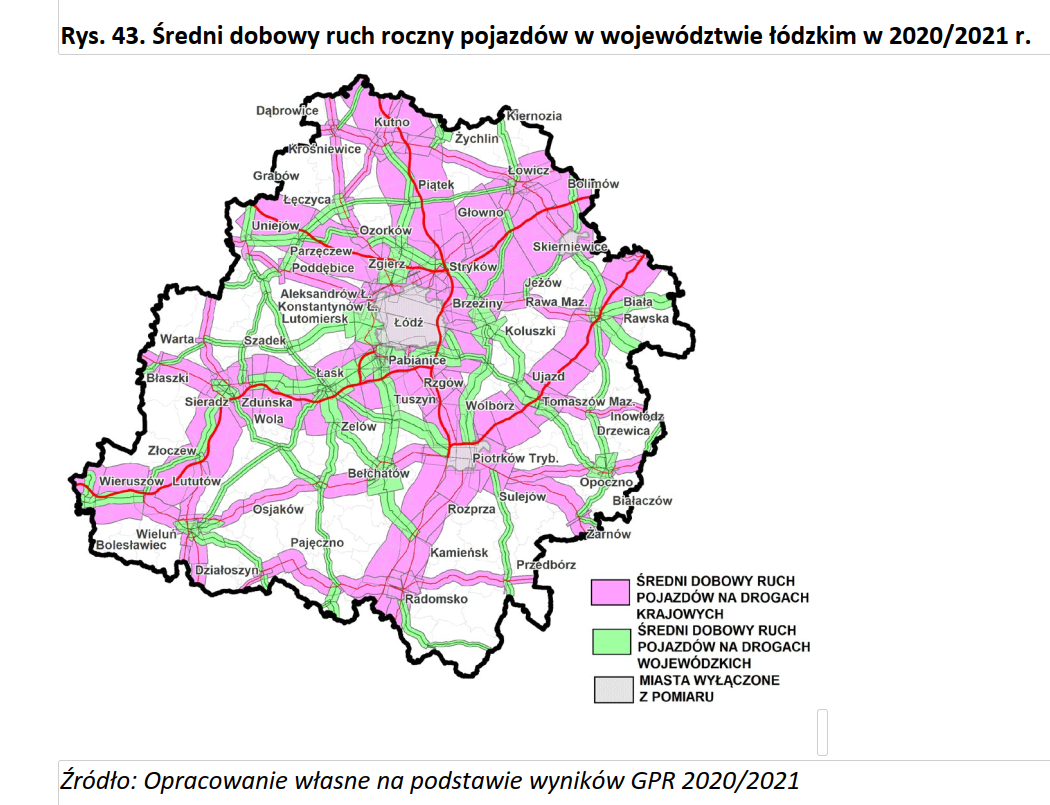 Rys. 43. Średni dobowy ruch roczny pojazdów w województwie łódzkim w 2020/2021 r.
Dąbrowice
Kutno
Kiernozia
Żychlin
Krośniewice
Grabów
Łowicz
Piątek
Bolimów
Łęczyca
Głowno
Uniejów
Ozorków
Skierniewice
Parzęczew
Zgierz
Stryków
Poddębice
Jeżów
Aleksandrów Ł.
Brzeziny
Rawa Maz.
Biała
Konstantynów Ł.
Lutomiersk
Łódź
Rawska
Koluszki
Warta
Szadek
Pabianice
Błaszki
Łask
Rzgów
Ujazd
Sieradz
Zduńska
Tuszyn
Wolbórz
Tomaszów Maz.
Wola
Inowłódz
Zelów
Drzewica
Złoczew
Piotrków Tryb.
Wieruszów
Lututów
Bełchatów
Opoczno
Sulejów
Białaczów
Osjaków
Rozprza
Wieluń
Żarnów
Bolesławiec
Pajęczno
Kamieńsk
Działoszyn
Przedbórz
Radomsko
ŚREDNI DOBOWY RUCH
POJAZDÓW NA DROGACH
KRAJOWYCH
ŚREDNI DOBOWY RUCH
POJAZDÓW NA DROGACH
WOJEWÓDZKICH
MIASTA WYŁĄCZONE
Z POMIARU
Źródło: Opracowanie własne na podstawie wyników GPR 2020/2021